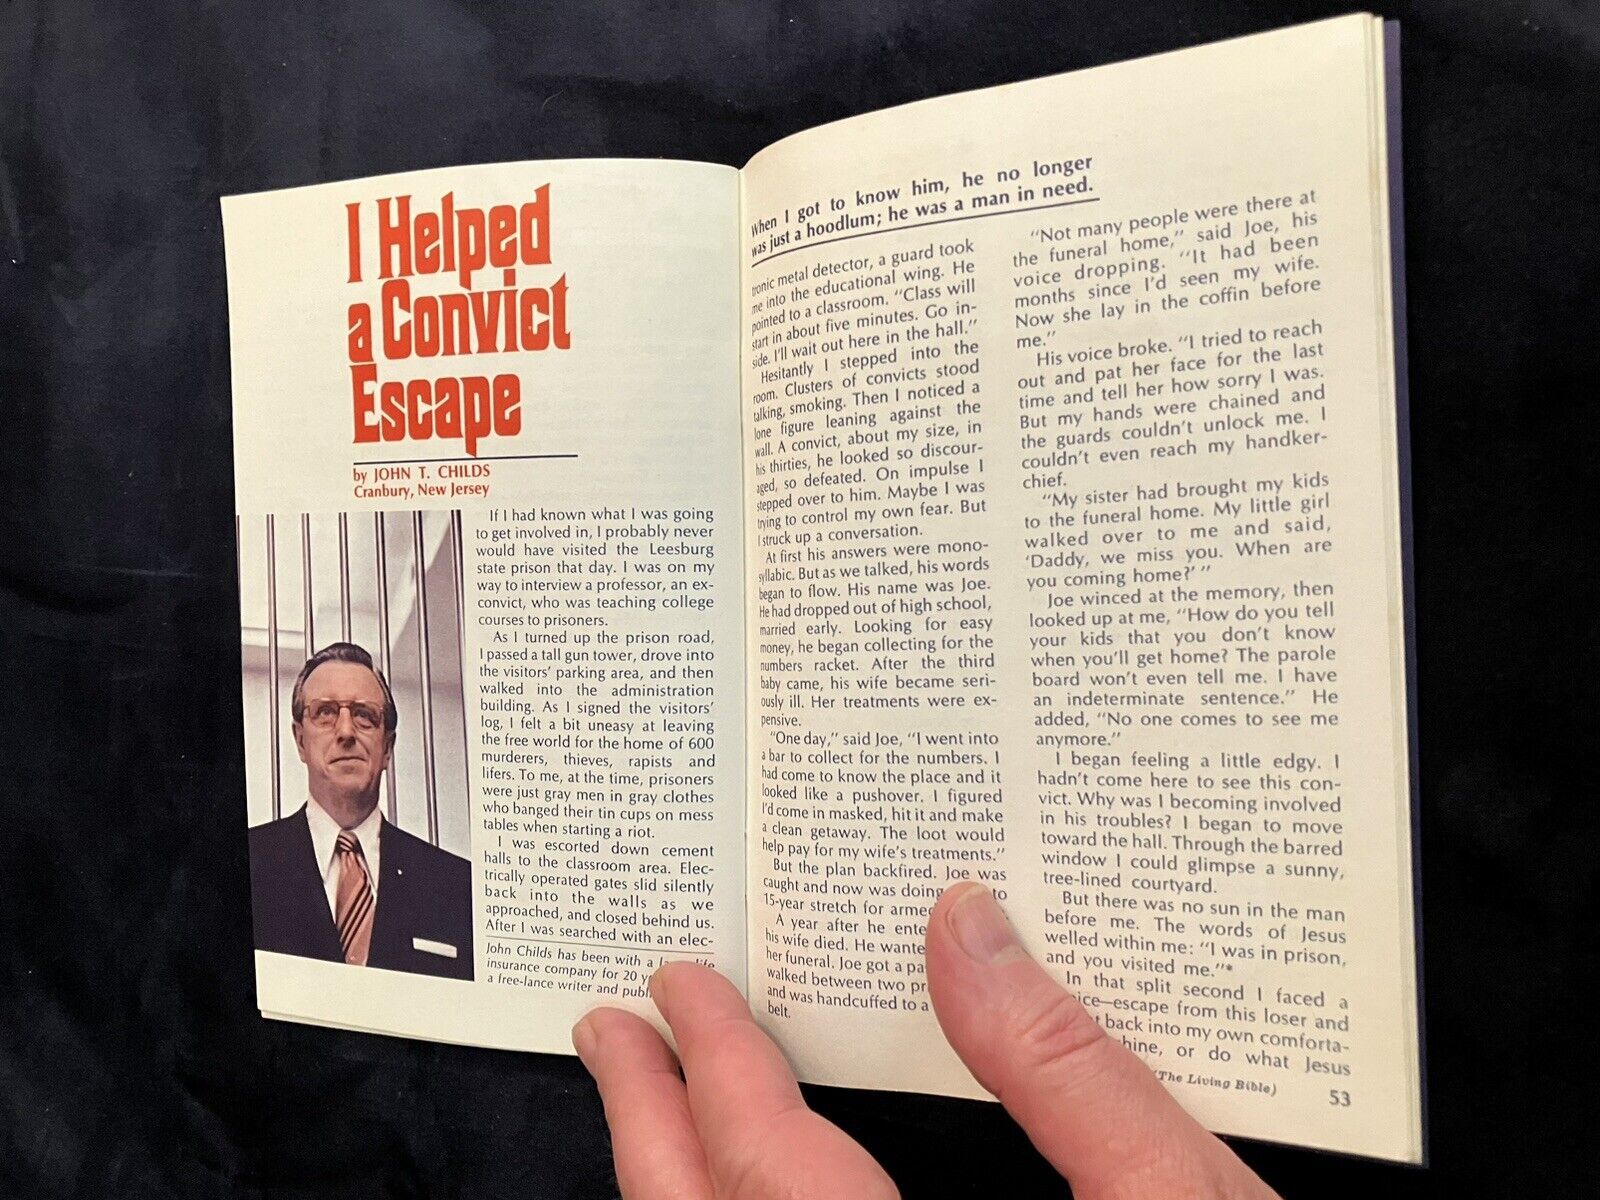 I Helped
a Convict
Escape
by JOHN T. CHILDS
Cranbury, New Jersey
If I had known what I was going
to get involved in, I probably never
would have visited the Leesburg
state prison that day. I was on my
way to interview a professor, an ex-
convict, who was teaching college
courses to prisoners.
As I turned up the prison road,
I passed a tall gun tower, drove into
the visitors' parking area, and then
walked into the administration
building. As I signed the visitors'
log, I felt a bit uneasy at leaving
the free world for the home of 600
murderers, thieves, rapists and
lifers. To me, at the time, prisoners
were just gray men in gray clothes
who banged their tin cups on mess
tables when starting a riot.
I was escorted down cement
halls to the classroom area. Elec-
trically operated gates slid silently
back into the walls as we
approached, and closed behind us.
After I was searched with an elec-
John Childs has been with a life
insurance company for 20
a free-lance writer and
When I got to know him, he no longer
was just a hoodlum; he was a man in need.
tronic metal detector, a guard took
me into the educational wing. He
pointed to a classroom. "Class will
start in about five minutes. Go in-
side. I'll wait out here in the hall."
Hesitantly I stepped into the
room. Clusters of convicts stood
talking, smoking. Then I noticed a
lone figure leaning against the
wall. A convict, about my size, in
his thirties, he looked so discour-
aged, so defeated. On impulse I
stepped over to him. Maybe I was
trying to control my own fear. But
I struck up a conversation.
At first his answers were mono-
syllabic. But as we talked, his words
began to flow. His name was Joe.
He had dropped out of high school,
married early. Looking for easy
money, he began collecting for the
numbers racket. After the third
baby came, his wife became seri-
ously ill. Her treatments were ex-
pensive.
"One day," said Joe, "I went into
a bar to collect for the numbers. I
had come to know the place and it
looked like a pushover. I figured
I'd come in masked, hit it and make
a clean getaway. The loot would
help pay for my wife's treatments."
But the plan backfired. Joe was
caught and now was doing to
15-year stretch for
A year after he
his wife died. He
her funeral. Joe got a
walked between two
and was handcuffed to a
belt.
"Not many people were there at
the funeral home," said Joe, his
voice dropping. "It had been
months since I'd seen my wife.
Now she lay in the coffin before
me."
His voice broke. "I tried to reach
out and pat her face for the last
time and tell her how sorry I was.
But my hands were chained and
the guards couldn't unlock me. I
couldn't even reach my handker-
chief.
"My sister had brought my kids
to the funeral home. My little girl
walked over to me and said,
'Daddy, we miss you. When are
you coming home?' "
Joe winced at the memory, then
looked up at me, "How do you tell
your kids that you don't know
when you'll get home? The parole
board won't even tell me. I have
an indeterminate sentence." He
added, "No one comes to see me
anymore."
I began feeling a little edgy. I
hadn't come here to see this con-
vict. Why was I becoming involved
in his troubles? I began to move
toward the hall. Through the barred
window I could glimpse a sunny,
tree-lined courtyard.
But there was no sun in the man
before me. The words of Jesus
welled within me: "I was in prison,
and you visited me."*
In that split second I faced a
escape from this loser and
back into my own comforta-
or do what Jesus
(The Living Bible)
53